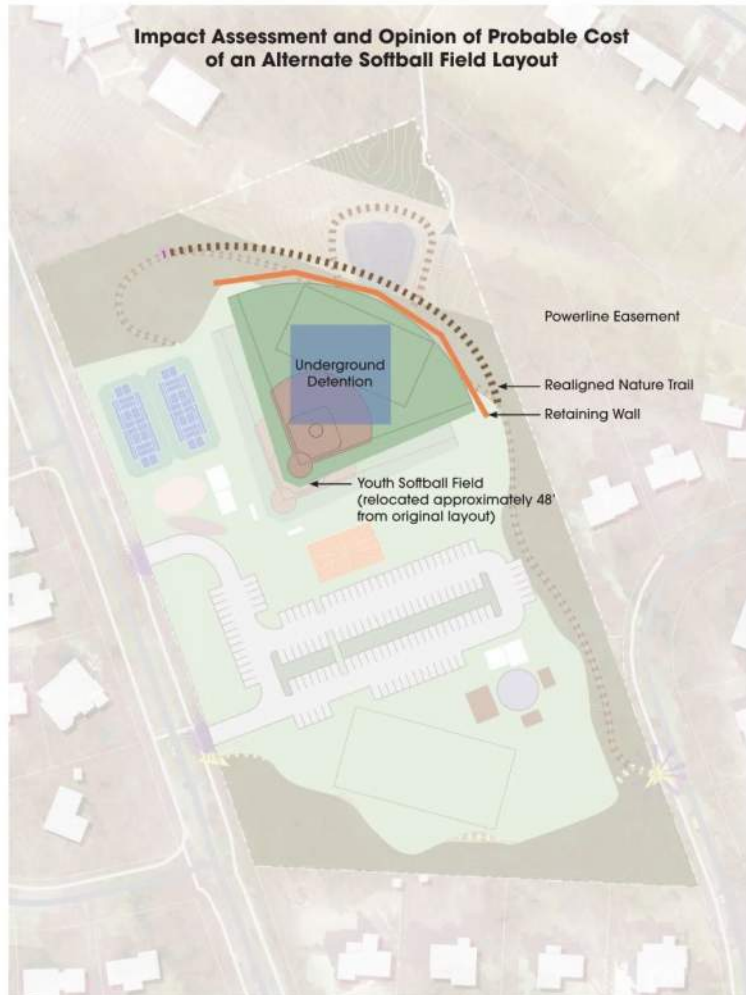 Impact Assessment and Opinion of Probable Cost
of an Alternate Softball Field Layout
Powerline Easement
Underground
Detention
Realigned Nature Trail
Retaining Wall
Youth Softball Field
(relocated approximately 48'
from original layout)